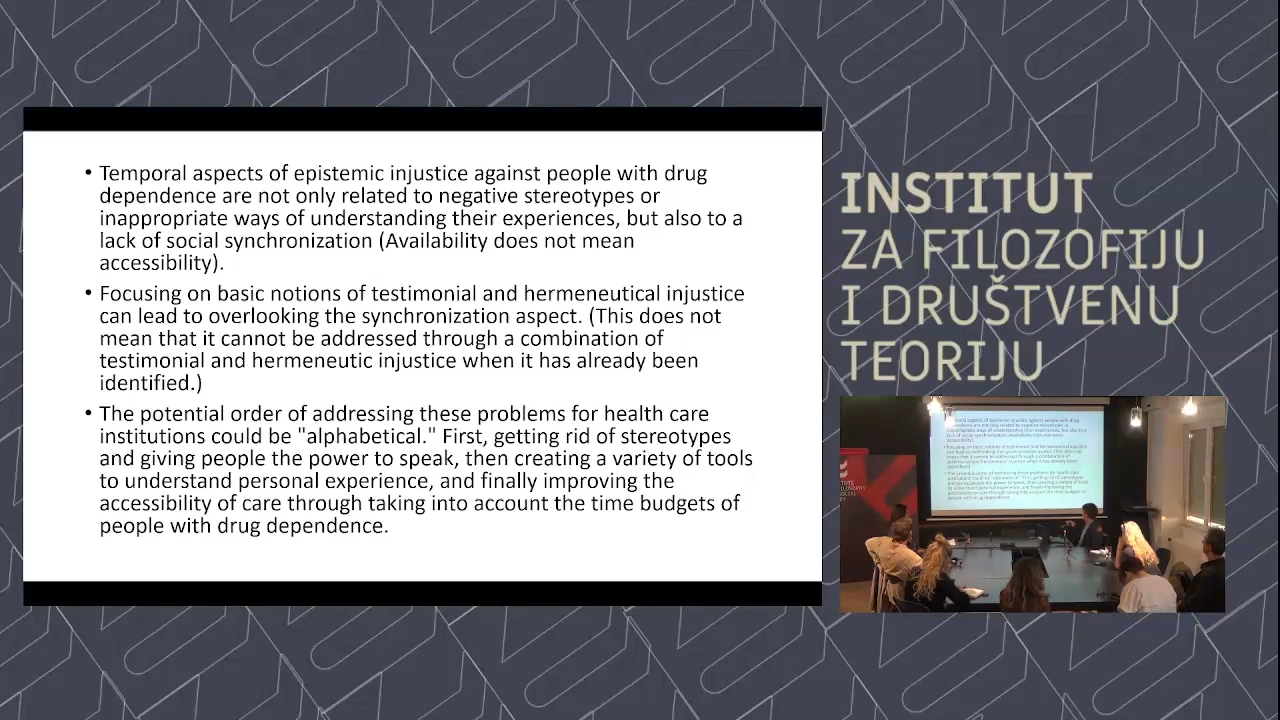 • Temporal aspects of epistemic injustice against people with drug
dependence are not only related to negative stereotypes or
inappropriate ways of understanding their experiences, but also to a
lack of social synchronization (Availability does not mean
accessibility).
• Focusing on basic notions of testimonial and hermeneutical injustice
can lead to overlooking the synchronization aspect. (This does not
mean that it cannot be addressed through a combination of
testimonial and hermeneutic injustice when it has already been
identified.)
• The potential order of addressing these problems for health care
institutions could be "alphabetical." First, getting rid of stereotypes
and giving people the power to speak, then creating a variety of tools
to understand personal experience, and finally improving the
accessibility of care through taking into account the time budgets of
people with drug dependence.
INSTITUT
ZA FILOZOFIJU
I DRUŠTVENU
TEORIJU